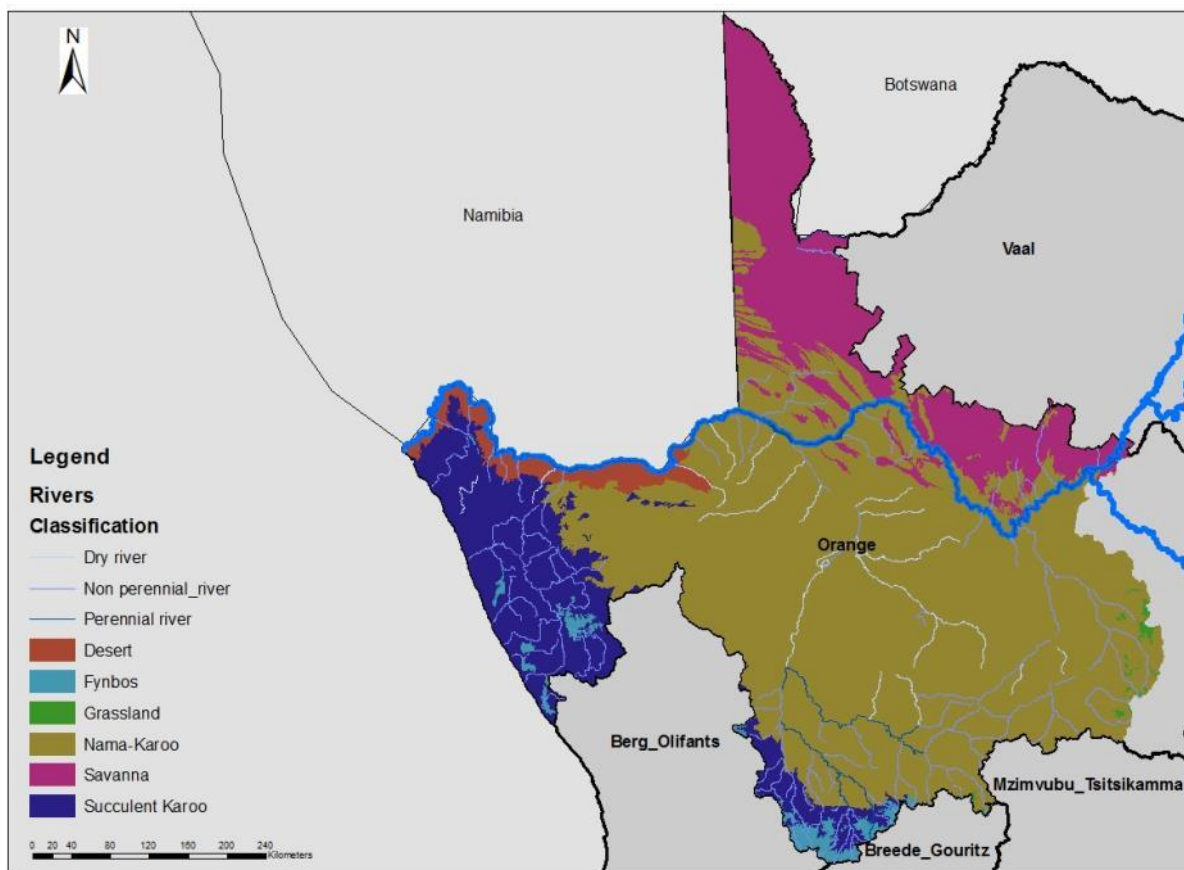 N
Botswana
Namibia
Vaal
Legend
Rivers
Classification
Dry river
Non perennial_river
Perennial river
Desert
Fynbos
Grassland
Nama-Karoo
Savanna
Succulent Karoo
Orange
Berg_Olifants
Mzimvubu_Tsitsikamma
Breede_Gouritz
0 20 40 80 120 160 200 240
Kilometers